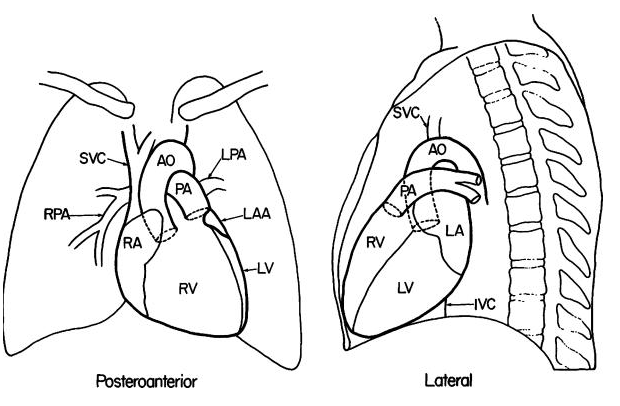 SVC
AO
LPA
PA
RPA
LAA
RA
LV
RV
Posteroanterior
SVC
AO
PA
RV
LA
LV
IVC
Lateral